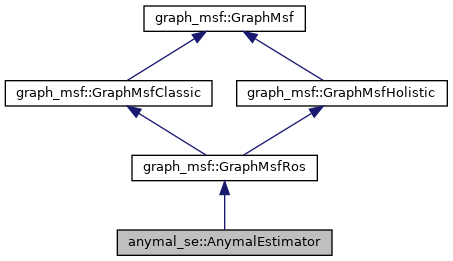 graph_msf::GraphMsf
graph_msf::GraphMsfClassic
graph_msf::GraphMsfHolistic
graph_msf::GraphMsfRos
anymal_se::AnymalEstimator